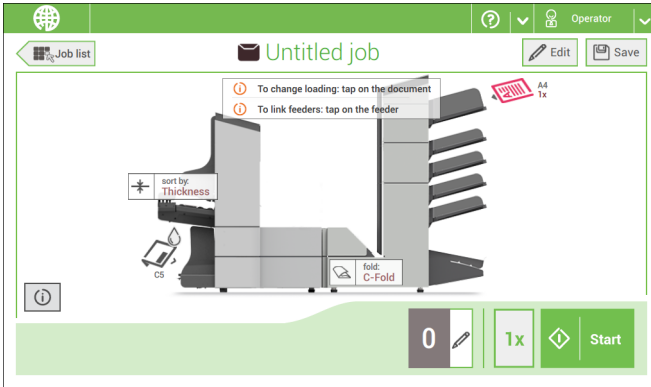 Operator
Job list
Untitled job
Edit
Save
To change loading: tap on the document
To link feeders: tap on the feeder
A4
1x
sort by:
Thickness
C5
fold:
C-Fold
0
1x
Start